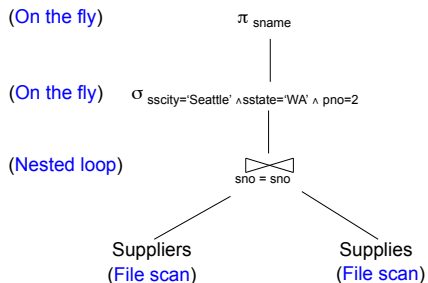 (On the fly) π sname
(On the fly) σ sscity=‘Seattle’ ∧sstate=‘WA’ ∧ pno=2
(Nested loop)
sno = sno
Suppliers Supplies
(File scan) (File scan)